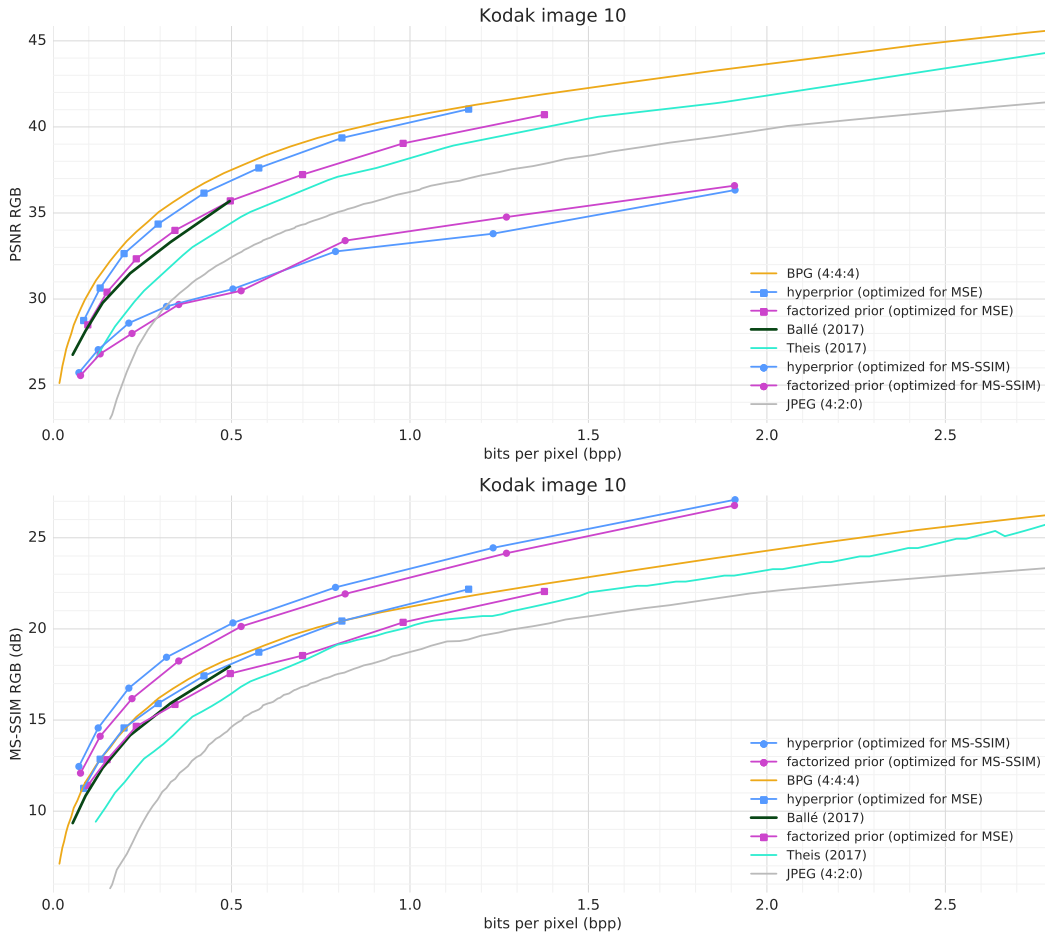 Kodak image 10
PSNR RGB
45
40
35
30
25
BPG (4:4:4)
hyperprior (optimized for MSE)
factorized prior (optimized for MSE)
Ballé (2017)
Theis (2017)
hyperprior (optimized for MS-SSIM)
factorized prior (optimized for MS-SSIM)
JPEG (4:2:0)
0.0 0.5 1.0 1.5 2.0 2.5
bits per pixel (bpp)
Kodak image 10
MS-SSIM RGB (dB)
25
20
15
10
hyperprior (optimized for MS-SSIM)
factorized prior (optimized for MS-SSIM)
BPG (4:4:4)
hyperprior (optimized for MSE)
Ballé (2017)
factorized prior (optimized for MSE)
Theis (2017)
JPEG (4:2:0)
0.0 0.5 1.0 1.5 2.0 2.5
bits per pixel (bpp)